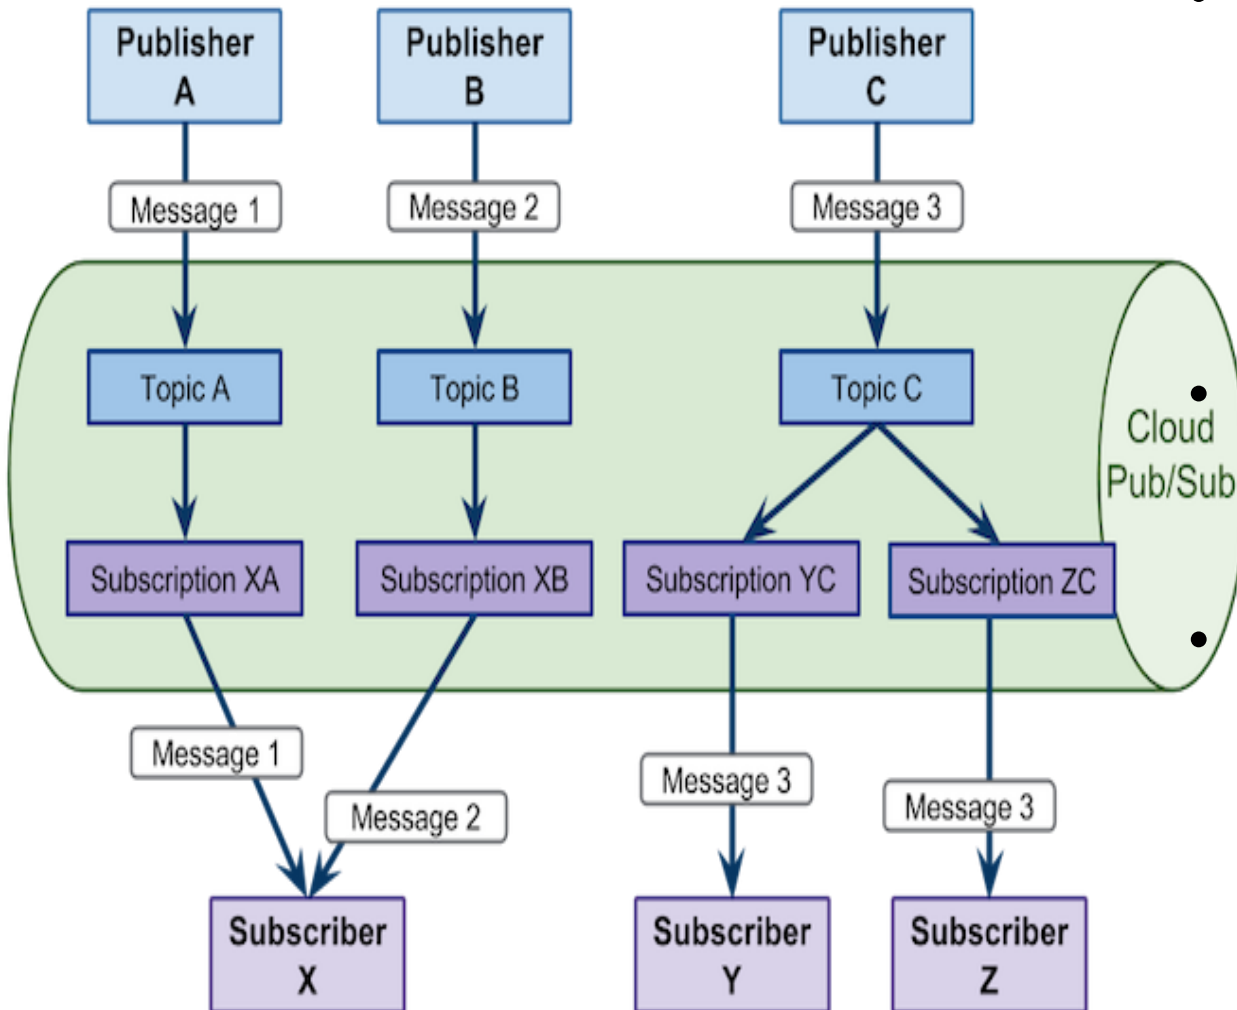 Publisher
A
Publisher
B
Publisher
C
Message 1
Message 2
Message 3
Topic A
Topic B
Topic C
Cloud
Pub/Sub
Subscription XA
Subscription XB
Subscription YC
Subscription ZC
Message 1
Message 2
Message 3
Message 3
Subscriber
X
Subscriber
Y
Subscriber
Z